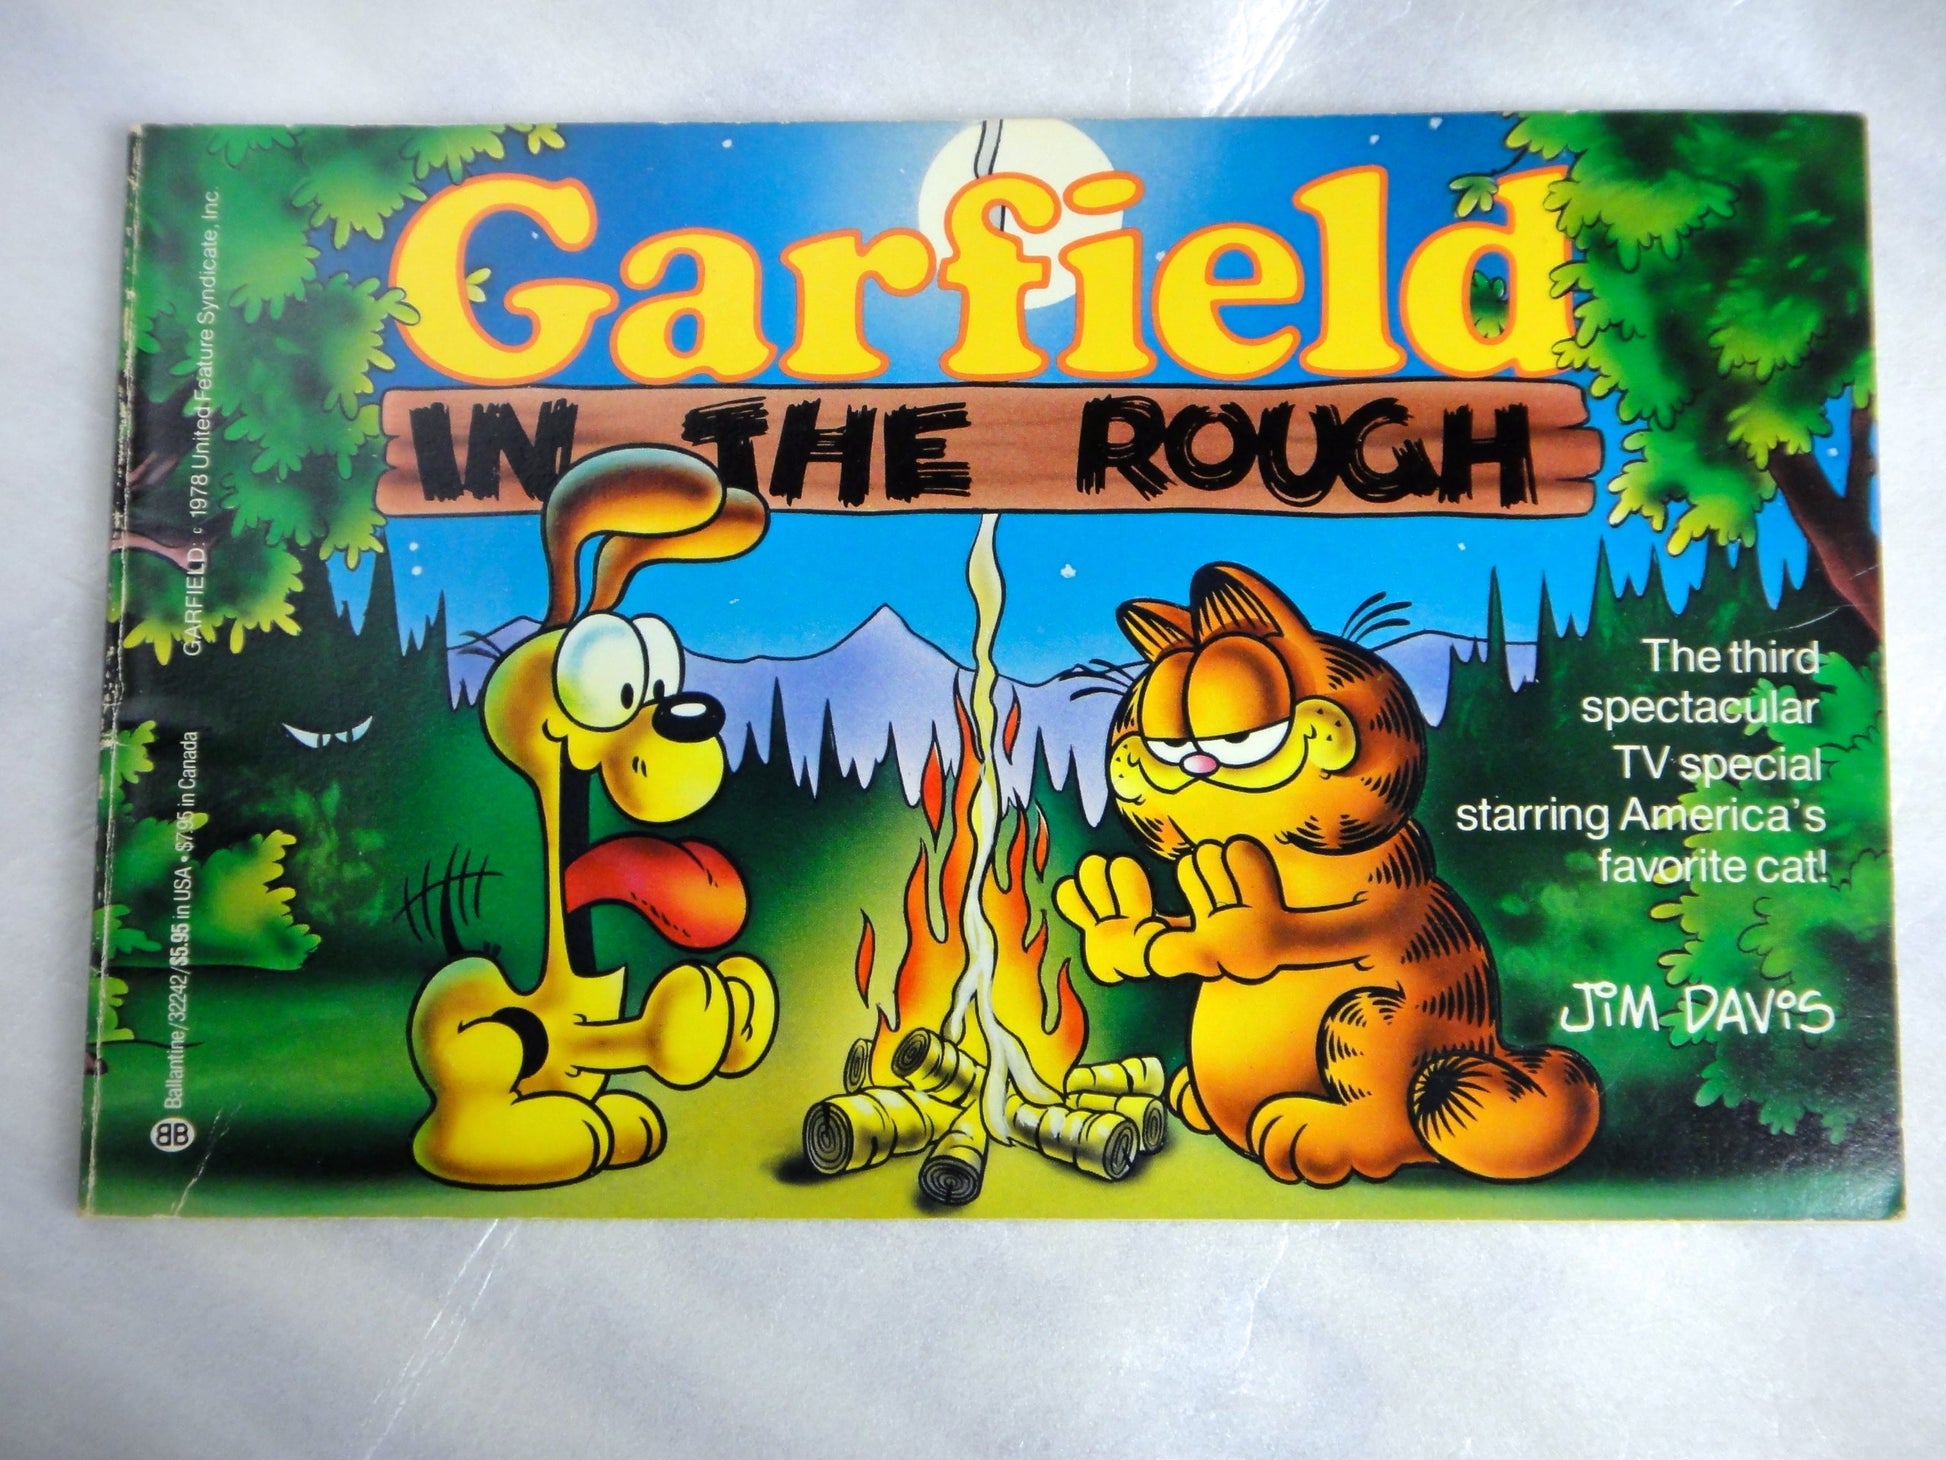 Garfield
IN THE ROUGH
The third
spectacular
TV special
starring America's
favorite cat!
JiM DAViS
GARFIELD: © 1978 United Feature Syndicate, Inc.
BB Ballantine/32242/$5.95 in USA • $7.95 in Canada